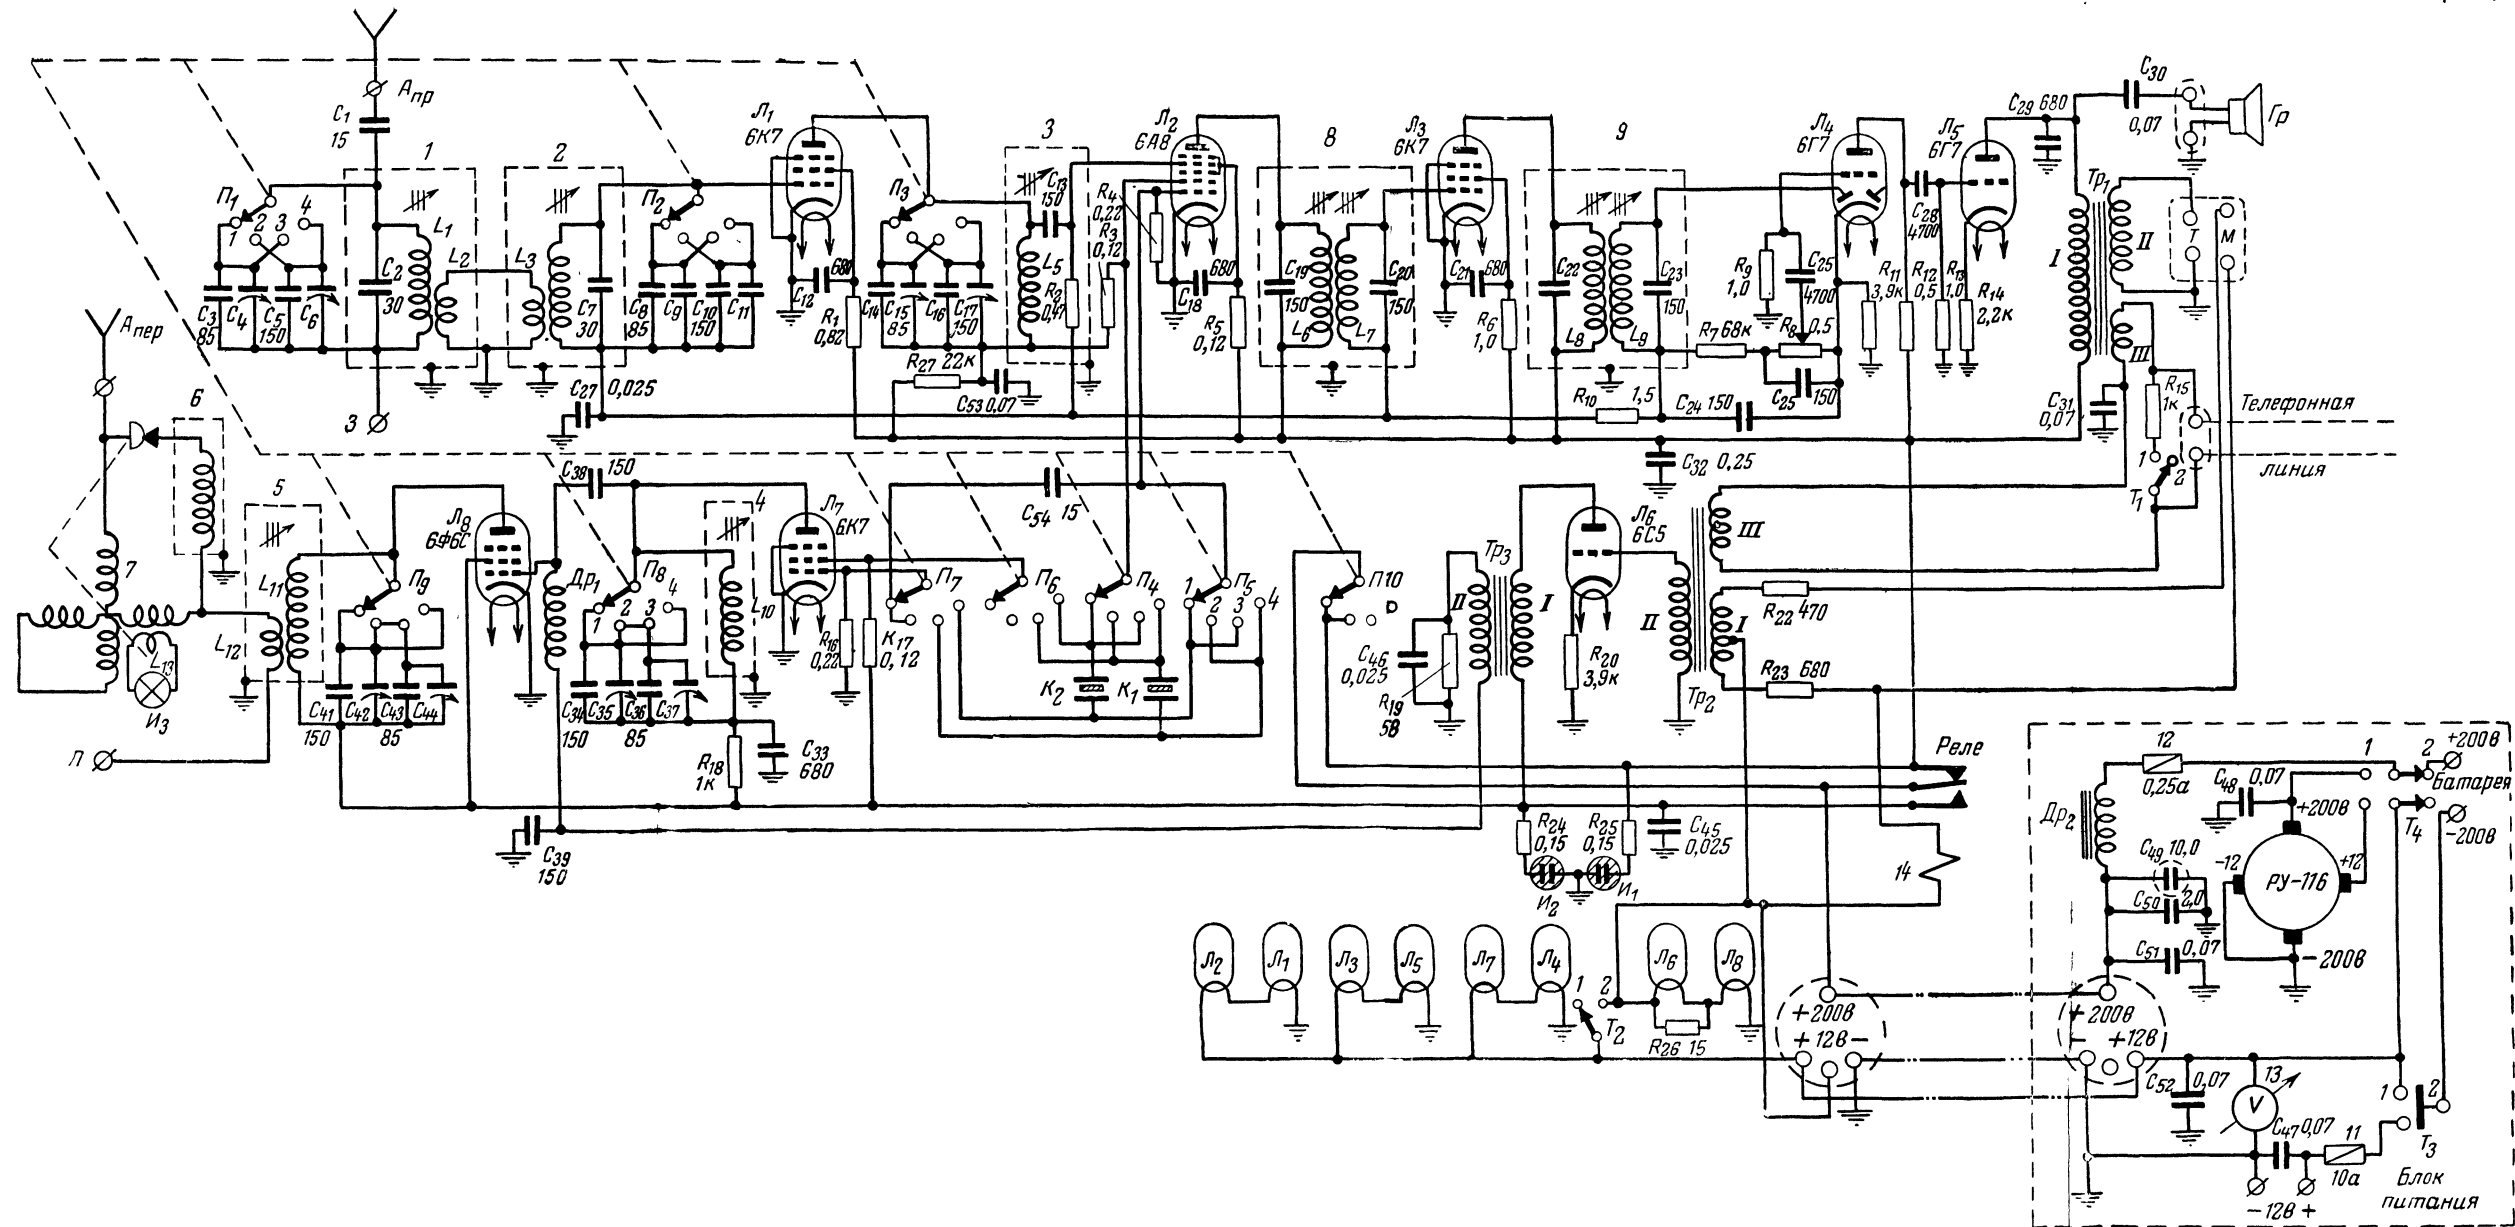 Апр
С1
15
П1
1 2 3 4
1
L1
L2
С2
30
С3
85
С4
С5
150
С6
З
2
L3
С7
30
П2
С8
85
С9
С10
150
С11
Л1
6К7
С12
680
R1
0,82
П3
С14
С15
85
С16
С17
150
R27 22к
С53 0,07
С27 0,025
3
С13
150
L5
R2
0,47
R4
0,22
R3
0,12
Л2
6А8
С18
680
R5
0,12
8
С19
150
L6
L7
С20
150
Л3
6К7
С21
680
R6
1,0
9
С22
L8
L9
С23
150
R7 68к
R8 0,5
R9
1,0
С25
4700
С25
150
R10 1,5
С24 150
Л4
6Г7
R11
3,9к
R12
0,5
С28
4700
R13
1,0
Л5
6Г7
R14
2,2к
С29 680
С30
0,07
Гр
Тр1
I
II
III
Т
М
С31
0,07
R15
1к
1
2
Т1
Телефонная
линия
С32 0,25
Апер
6
7
L13
И3
Л
5
L11
L12
П9
С41
150
С42
С43
85
С44
Л8
6Ф6С
С38 150
Др1
П8
1 2 3 4
С34
150
С35
С36
85
С37
4
L10
R18
1к
С33
680
С39
150
Л7
6К7
R16
0,22
К17
0,12
С54 15
П7
П6
П4
П5
1 2 3 4
К2
К1
П10
С46
0,025
R19
58
Тр3
II
I
Л6
6С5
R20
3,9к
Тр2
II
III
I
R22 470
R23 680
Реле
R24
0,15
R25
0,15
С45
0,025
И2
И1
14
Л2
Л1
Л3
Л5
Л7
Л4
1
2
Т2
Л6
Л8
R26 15
+200В
+ 12В −
+ 200В
− + 12В
12
0,25а
Др2
С48 0,07
+200В
1
2
+200В
Батарея
Т4
−200В
С49 10,0
С50 2,0
С51 0,07
-12
+12
РУ-116
−200В
С52 0,07
13
V
С47 0,07
11
10а
1
2
Т3
Блок
питания
−12В +